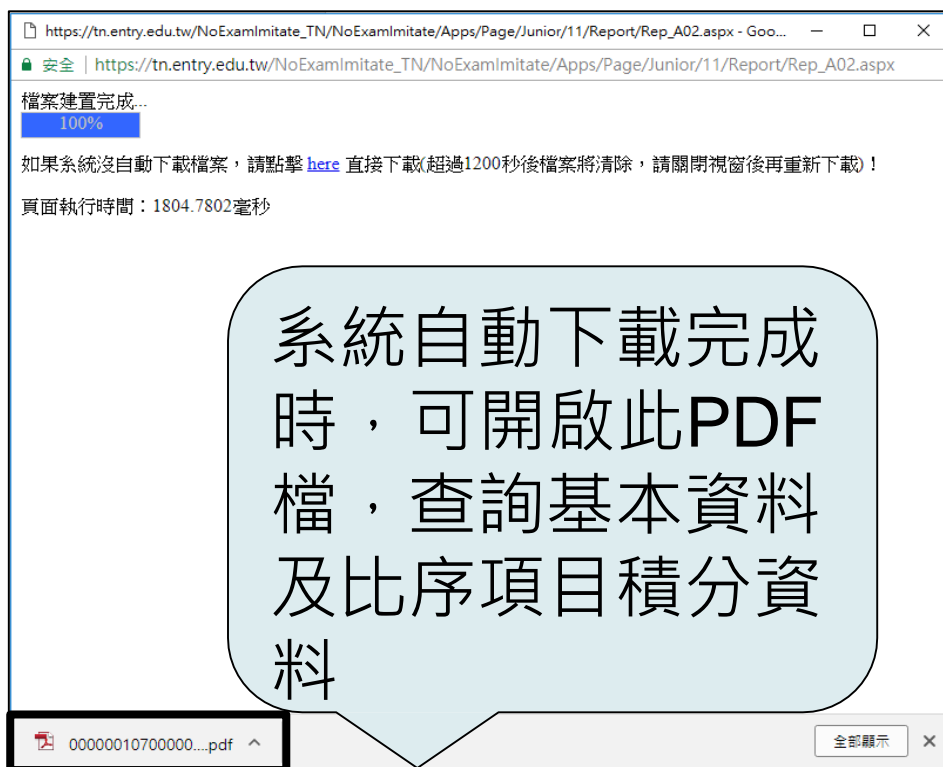 https://tn.entry.edu.tw/NoExamImitate_TN/NoExamImitate/Apps/Page/Junior/11/Report/Rep_A02.aspx - Goo...
安全 | https://tn.entry.edu.tw/NoExamImitate_TN/NoExamImitate/Apps/Page/Junior/11/Report/Rep_A02.aspx
檔案建置完成...
100%
如果系統沒自動下載檔案，請點擊 here 直接下載(超過1200秒後檔案將清除，請關閉視窗後再重新下載)！
頁面執行時間：1804.7802毫秒
系統自動下載完成
時，可開啟此PDF
檔，查詢基本資料
及比序項目積分資
料
00000010700000....pdf
全部顯示